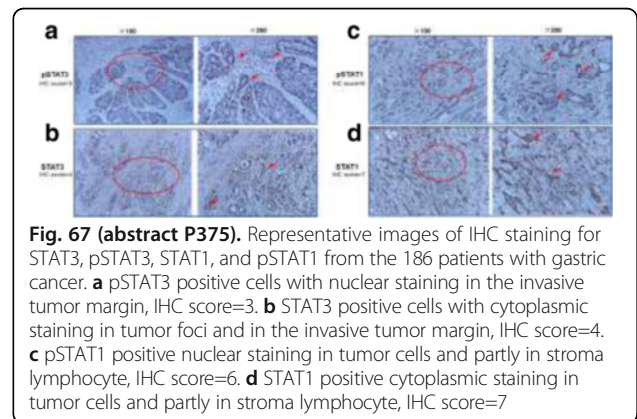 a
c
pSTAT3
pSTAT1
b
d
STAT3
STAT1
Fig. 67 (abstract P375). Representative images of IHC staining for
STAT3, pSTAT3, STAT1, and pSTAT1 from the 186 patients with gastric
cancer. a pSTAT3 positive cells with nuclear staining in the invasive
tumor margin, IHC score=3. b STAT3 positive cells with cytoplasmic
staining in tumor foci and in the invasive tumor margin, IHC score=4.
c pSTAT1 positive nuclear staining in tumor cells and partly in stroma
lymphocyte, IHC score=6. d STAT1 positive cytoplasmic staining in
tumor cells and partly in stroma lymphocyte, IHC score=7